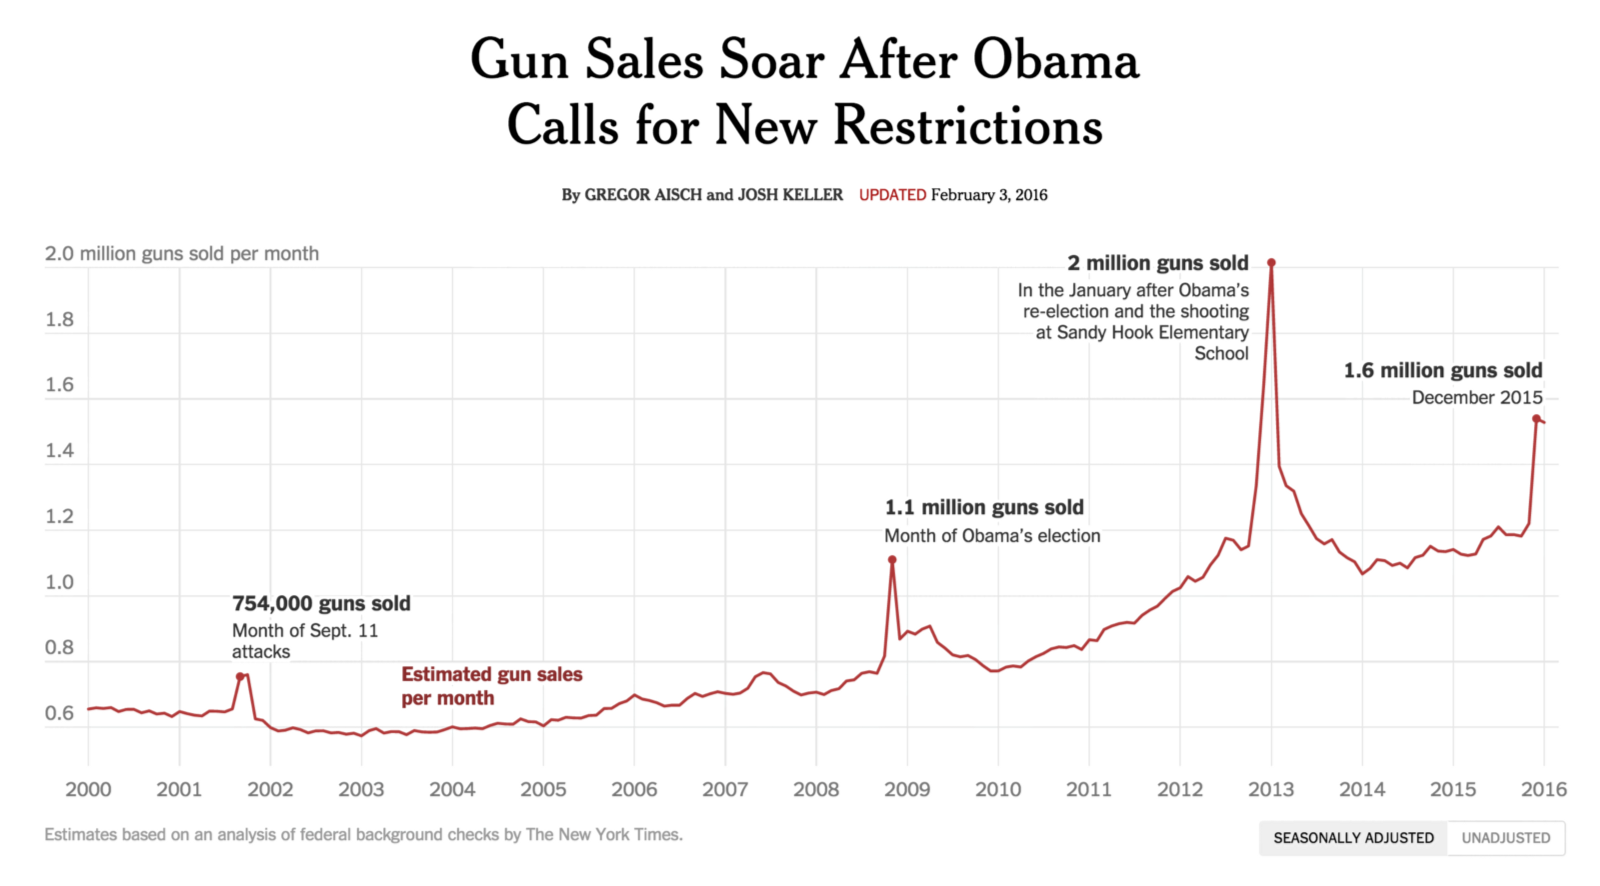 Gun Sales Soar After Obama
Calls for New Restrictions
By GREGOR AISCH and JOSH KELLER UPDATED February 3, 2016
2.0 million guns sold per month
1.8
1.6
1.4
1.2
1.0
0.8
0.6
754,000 guns sold
Month of Sept. 11
attacks
Estimated gun sales
per month
1.1 million guns sold
Month of Obama’s election
2 million guns sold
In the January after Obama’s
re-election and the shooting
at Sandy Hook Elementary
School
1.6 million guns sold
December 2015
2000 2001 2002 2003 2004 2005 2006 2007 2008 2009 2010 2011 2012 2013 2014 2015 2016
Estimates based on an analysis of federal background checks by The New York Times.
SEASONALLY ADJUSTED UNADJUSTED